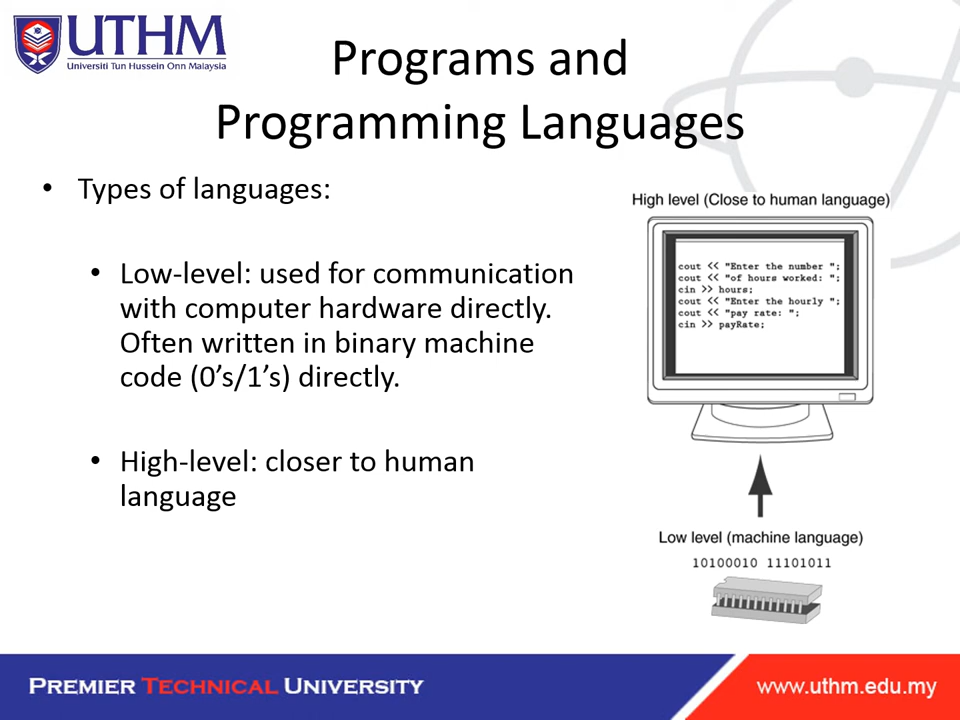 UTHM
Universiti Tun Hussein Onn Malaysia
Programs and
Programming Languages
• Types of languages:
• Low-level: used for communication
with computer hardware directly.
Often written in binary machine
code (0’s/1’s) directly.
• High-level: closer to human
language
High level (Close to human language)
cout << "Enter the number ";
cout << "of hours worked: ";
cin >> hours;
cout << "Enter the hourly ";
cout << "pay rate: ";
cin >> payRate;
Low level (machine language)
10100010 11101011
PREMIER TECHNICAL UNIVERSITY
www.uthm.edu.my